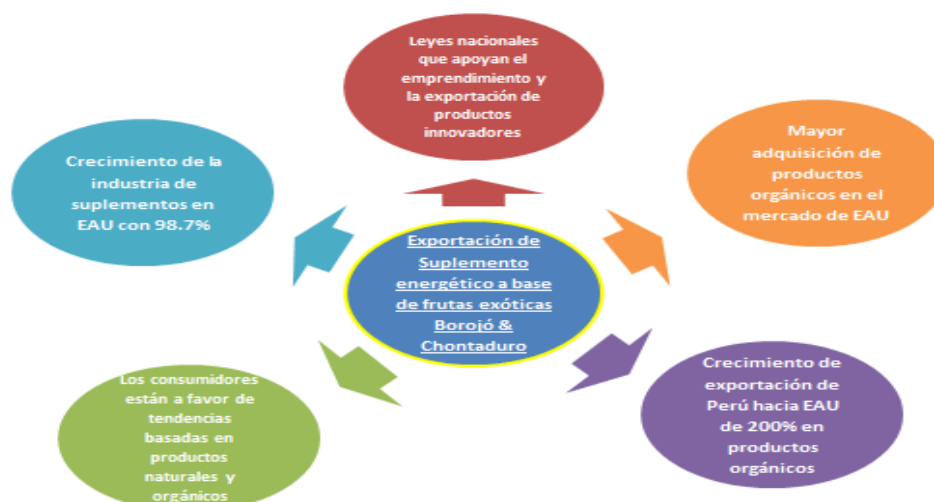 Leyes nacionales
que apoyan el
emprendimiento y
la exportación de
productos
innovadores
Crecimiento de la
industria de
suplementos en
EAU con 98.7%
Mayor
adquisición de
productos
orgánicos en el
mercado de EAU
Exportación de
Suplemento
energético a base
de frutas exóticas
Borojó &
Chontaduro
Los consumidores
están a favor de
tendencias
basadas en
productos
naturales y
orgánicos
Crecimiento de
exportación de
Perú hacia EAU
de 200% en
productos
orgánicos